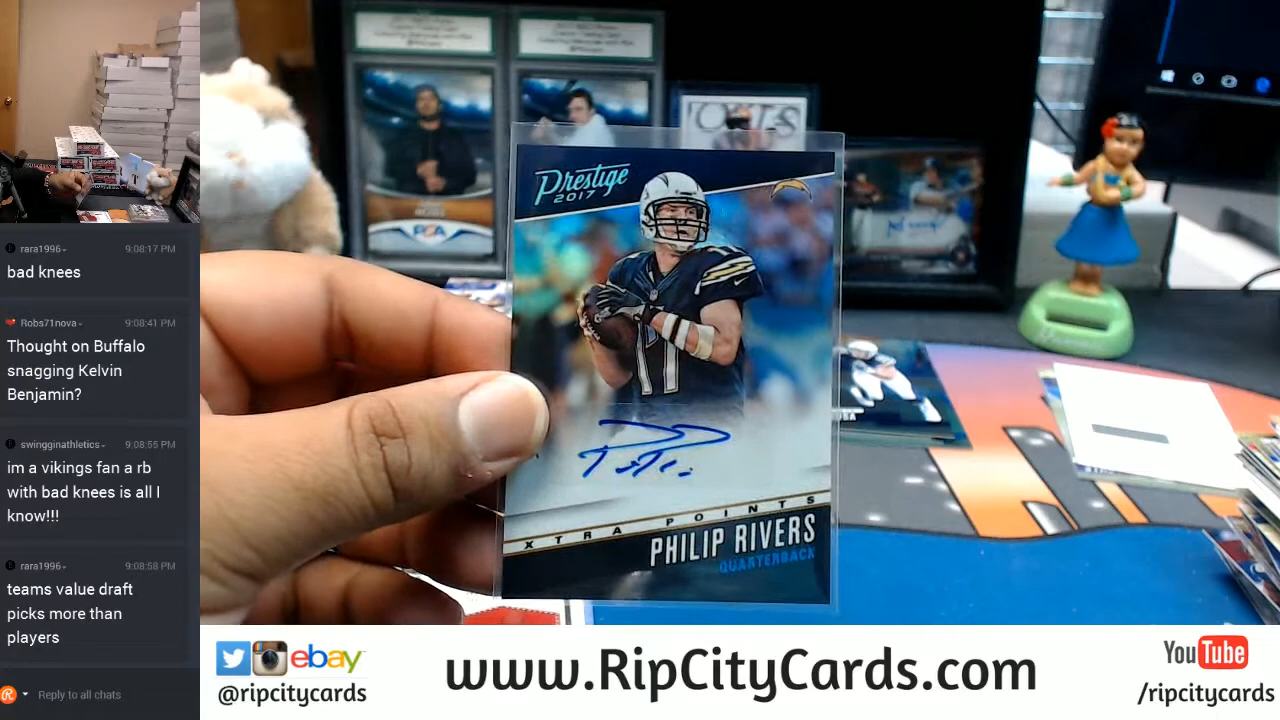 rara1996
9:08:17 PM
bad knees
Robs71nova
9:08:41 PM
Thought on Buffalo
snagging Kelvin
Benjamin?
swingginathletics
9:08:55 PM
im a vikings fan a rb
with bad knees is all I
know!!!
rara1996
9:08:58 PM
teams value draft
picks more than
players
Reply to all chats
Prestige
2017
17
XTRA POINTS
PHILIP RIVERS
QUARTERBACK
ebay
@ripcitycards
www.RipCityCards.com
YouTube
/ripcitycards